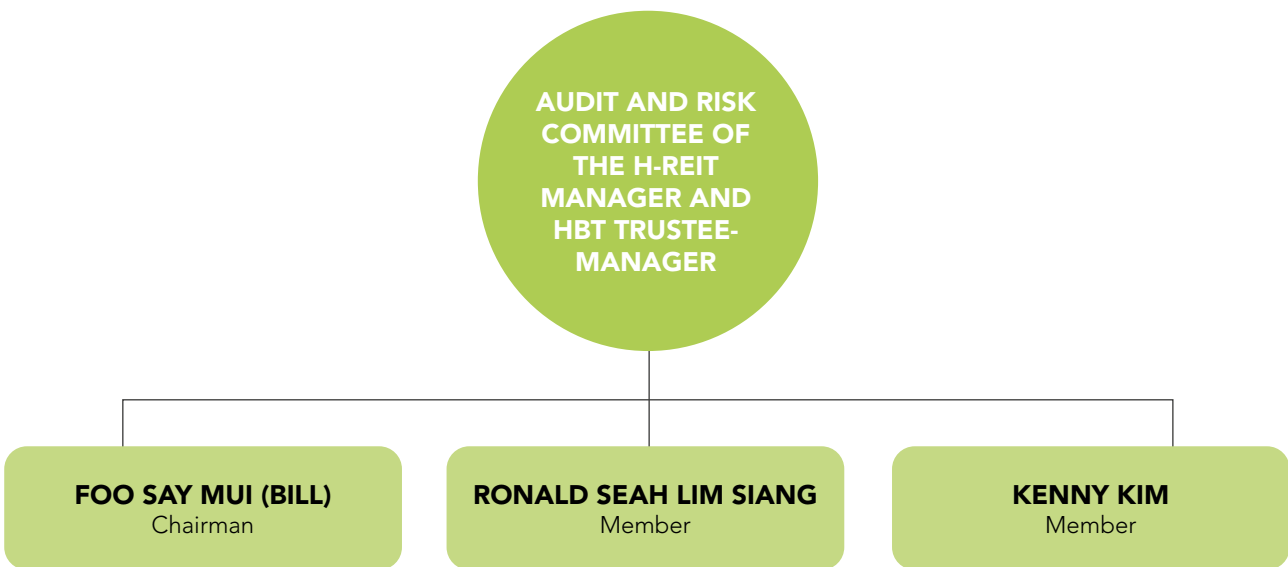 AUDIT AND RISK
COMMITTEE OF
THE H-REIT
MANAGER AND
HBT TRUSTEE-
MANAGER
FOO SAY MUI (BILL)
Chairman
RONALD SEAH LIM SIANG
Member
KENNY KIM
Member